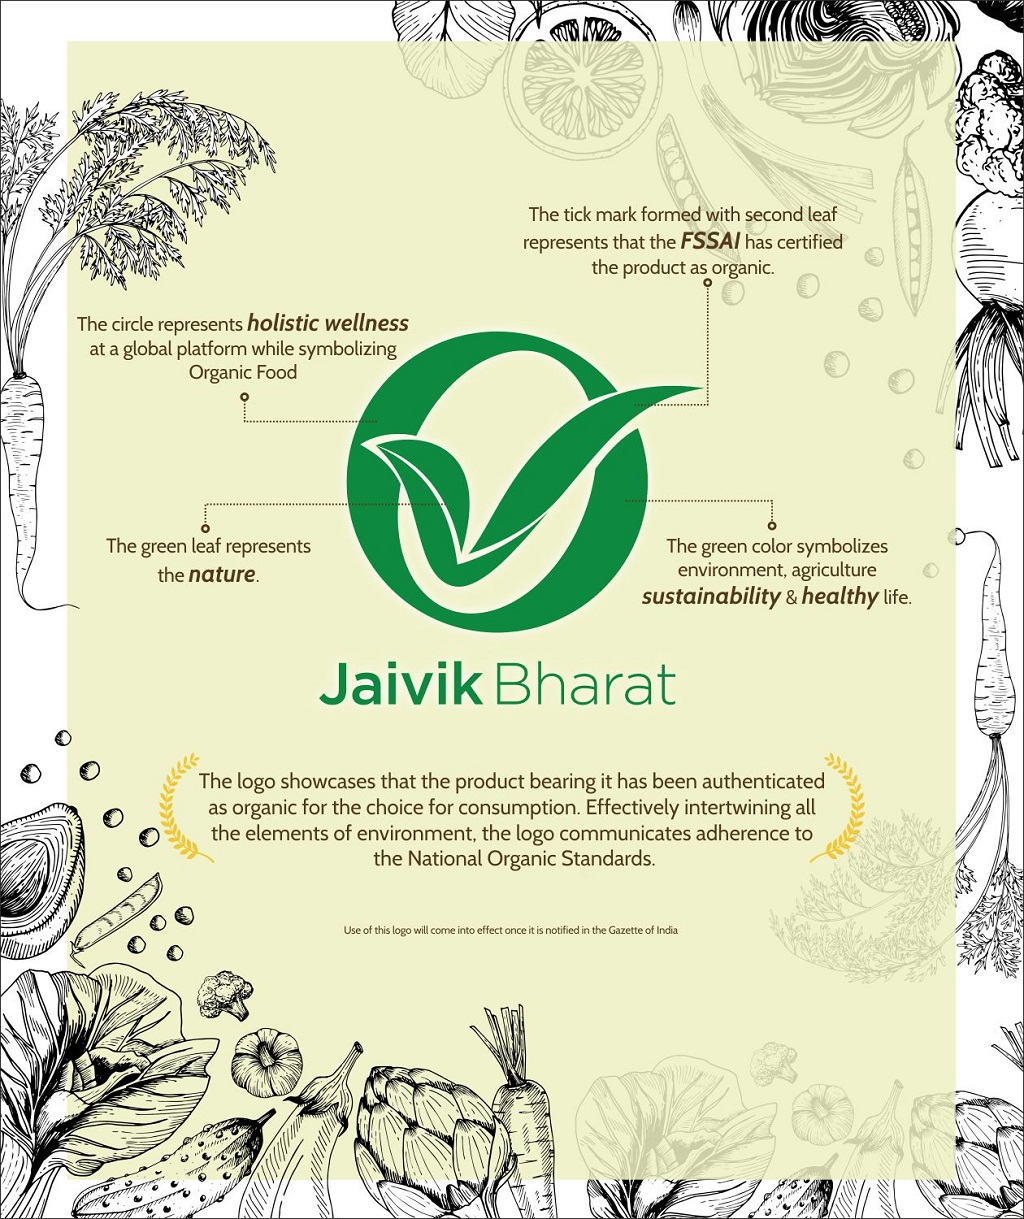 The tick mark formed with second leaf
represents that the FSSAI has certified
the product as organic.
The circle represents holistic wellness
at a global platform while symbolizing
Organic Food
The green leaf represents
the nature.
The green color symbolizes
environment, agriculture
sustainability & healthy life.
Jaivik Bharat
The logo showcases that the product bearing it has been authenticated
as organic for the choice for consumption. Effectively intertwining all
the elements of environment, the logo communicates adherence to
the National Organic Standards.
Use of this logo will come into effect once it is notified in the Gazette of India